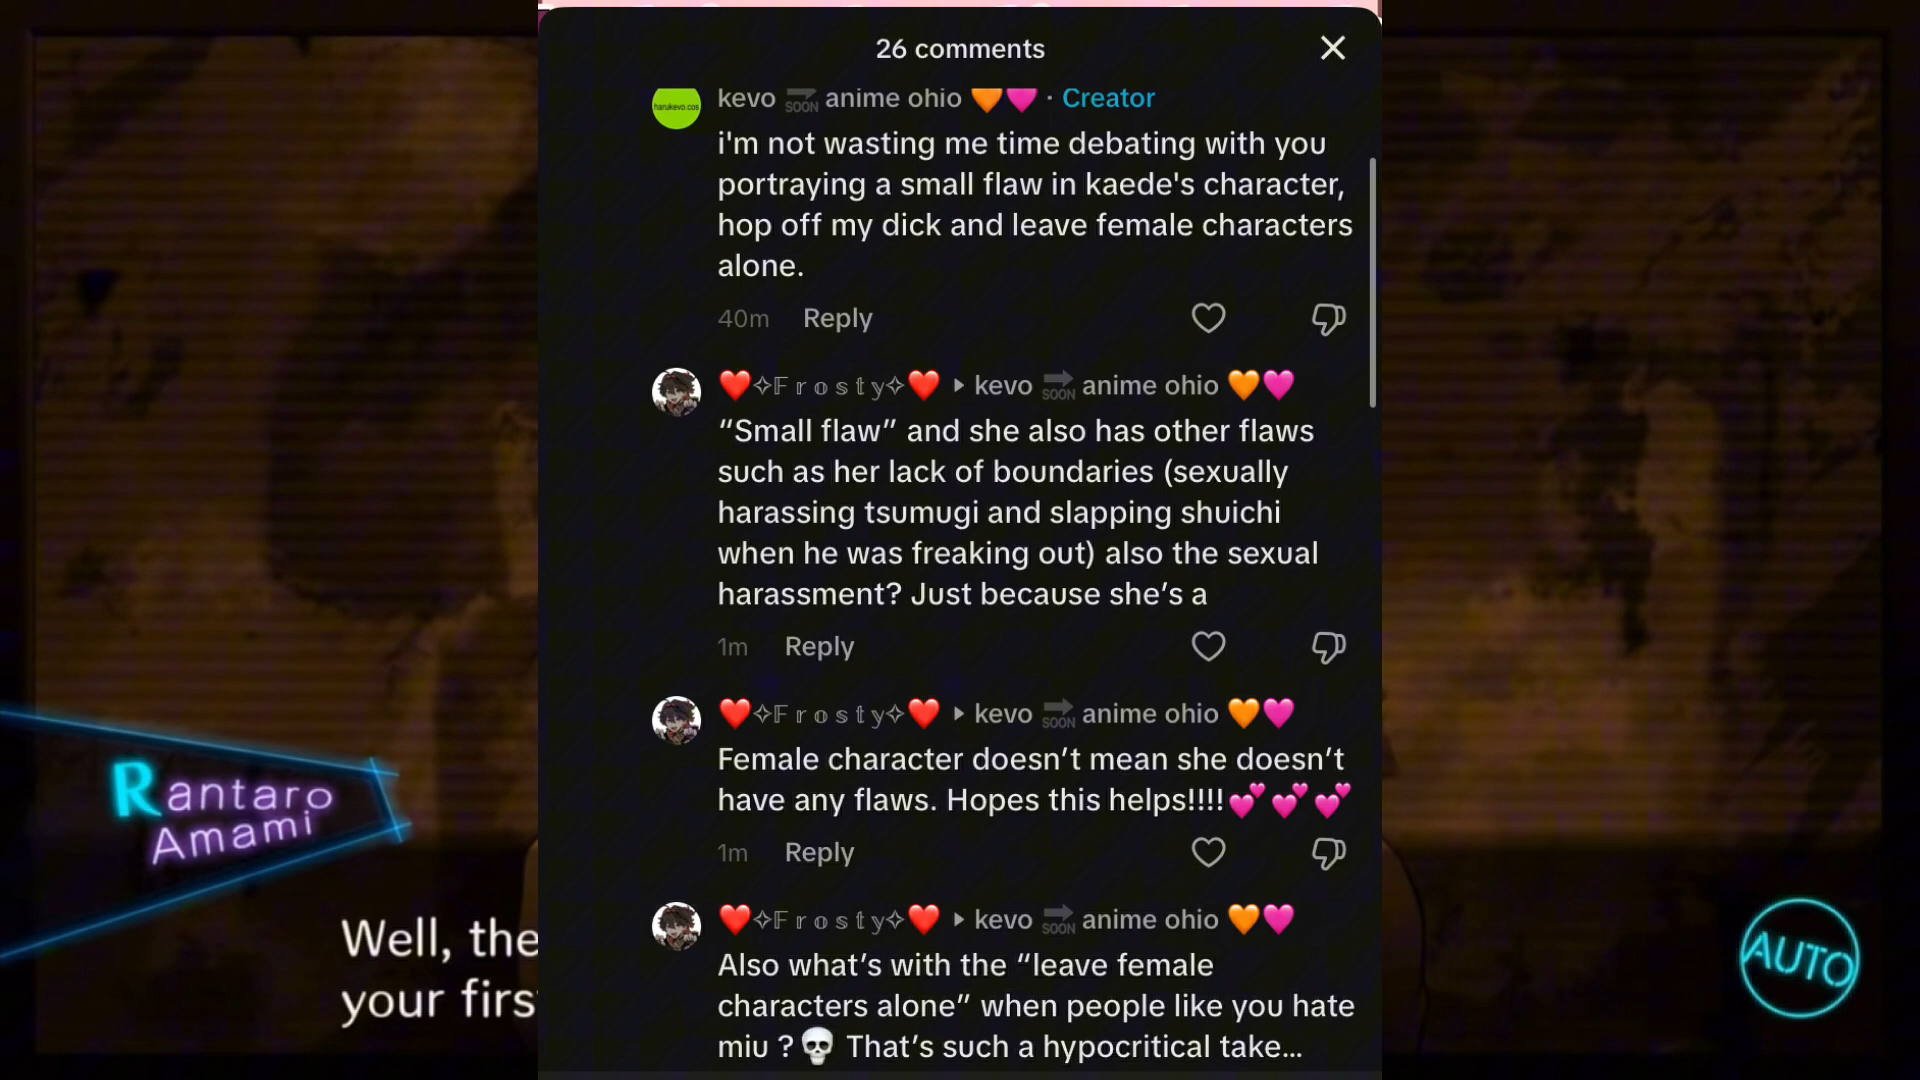 26 comments
harukevo.cos
kevo 🔜 anime ohio 🧡💗 · Creator
i'm not wasting me time debating with you
portraying a small flaw in kaede's character,
hop off my dick and leave female characters
alone.
40m Reply
❤️✧𝔽𝕣𝕠𝕤𝕥𝕪✧❤️ ▸ kevo 🔜 anime ohio 🧡💗
“Small flaw” and she also has other flaws
such as her lack of boundaries (sexually
harassing tsumugi and slapping shuichi
when he was freaking out) also the sexual
harassment? Just because she’s a
1m Reply
❤️✧𝔽𝕣𝕠𝕤𝕥𝕪✧❤️ ▸ kevo 🔜 anime ohio 🧡💗
Female character doesn’t mean she doesn’t
have any flaws. Hopes this helps!!!!💕💕💕
1m Reply
❤️✧𝔽𝕣𝕠𝕤𝕥𝕪✧❤️ ▸ kevo 🔜 anime ohio 🧡💗
Also what’s with the “leave female
characters alone” when people like you hate
miu ?💀 That’s such a hypocritical take...
Rantaro
Amami
Well, the
your firs
AUTO